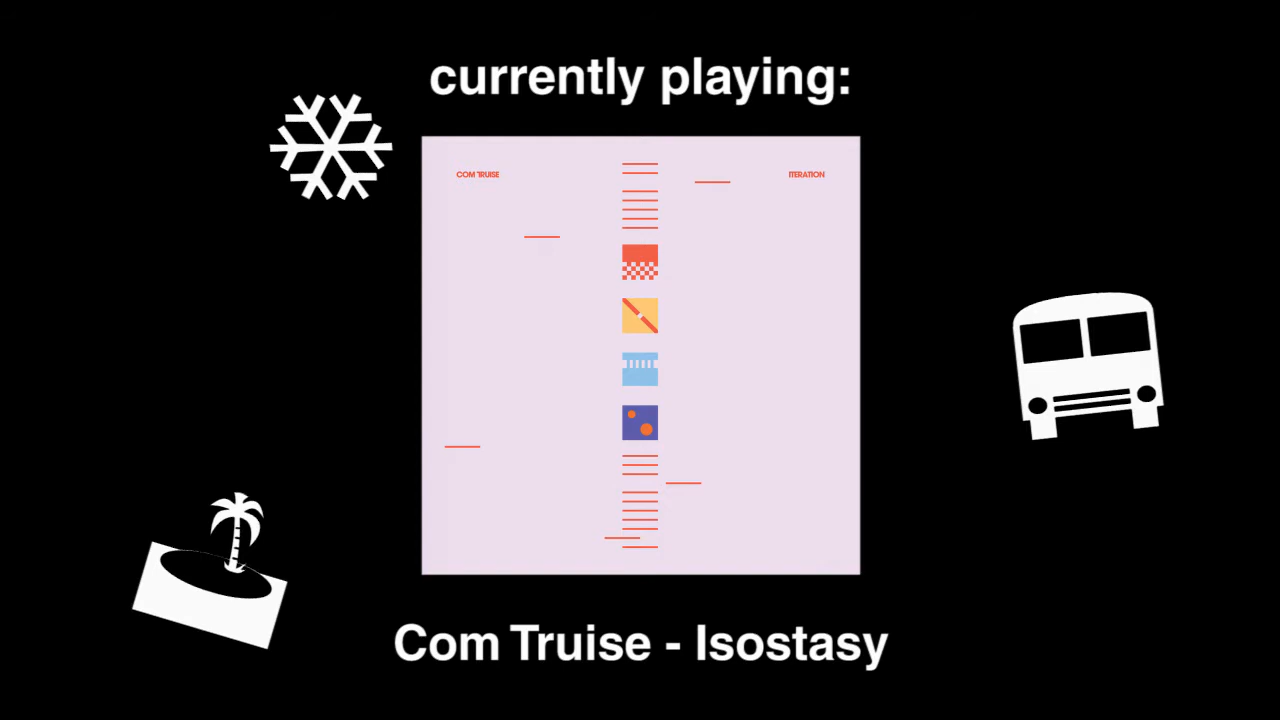 currently playing:
COM TRUISE
ITERATION
Com Truise - Isostasy